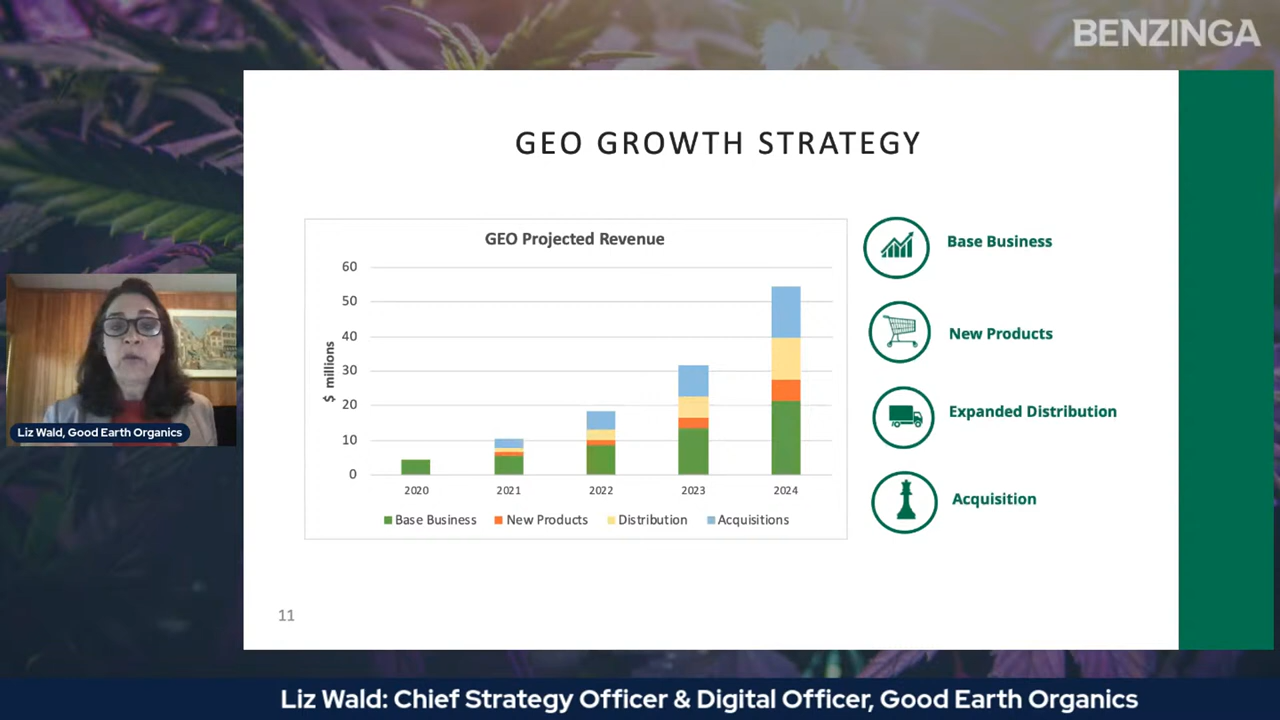 BENZINGA
GEO GROWTH STRATEGY
GEO Projected Revenue
60
50
40
30
20
10
0
$ millions
2020 2021 2022 2023 2024
Base Business New Products Distribution Acquisitions
Base Business
New Products
Expanded Distribution
Acquisition
11
Liz Wald, Good Earth Organics
Liz Wald: Chief Strategy Officer & Digital Officer, Good Earth Organics